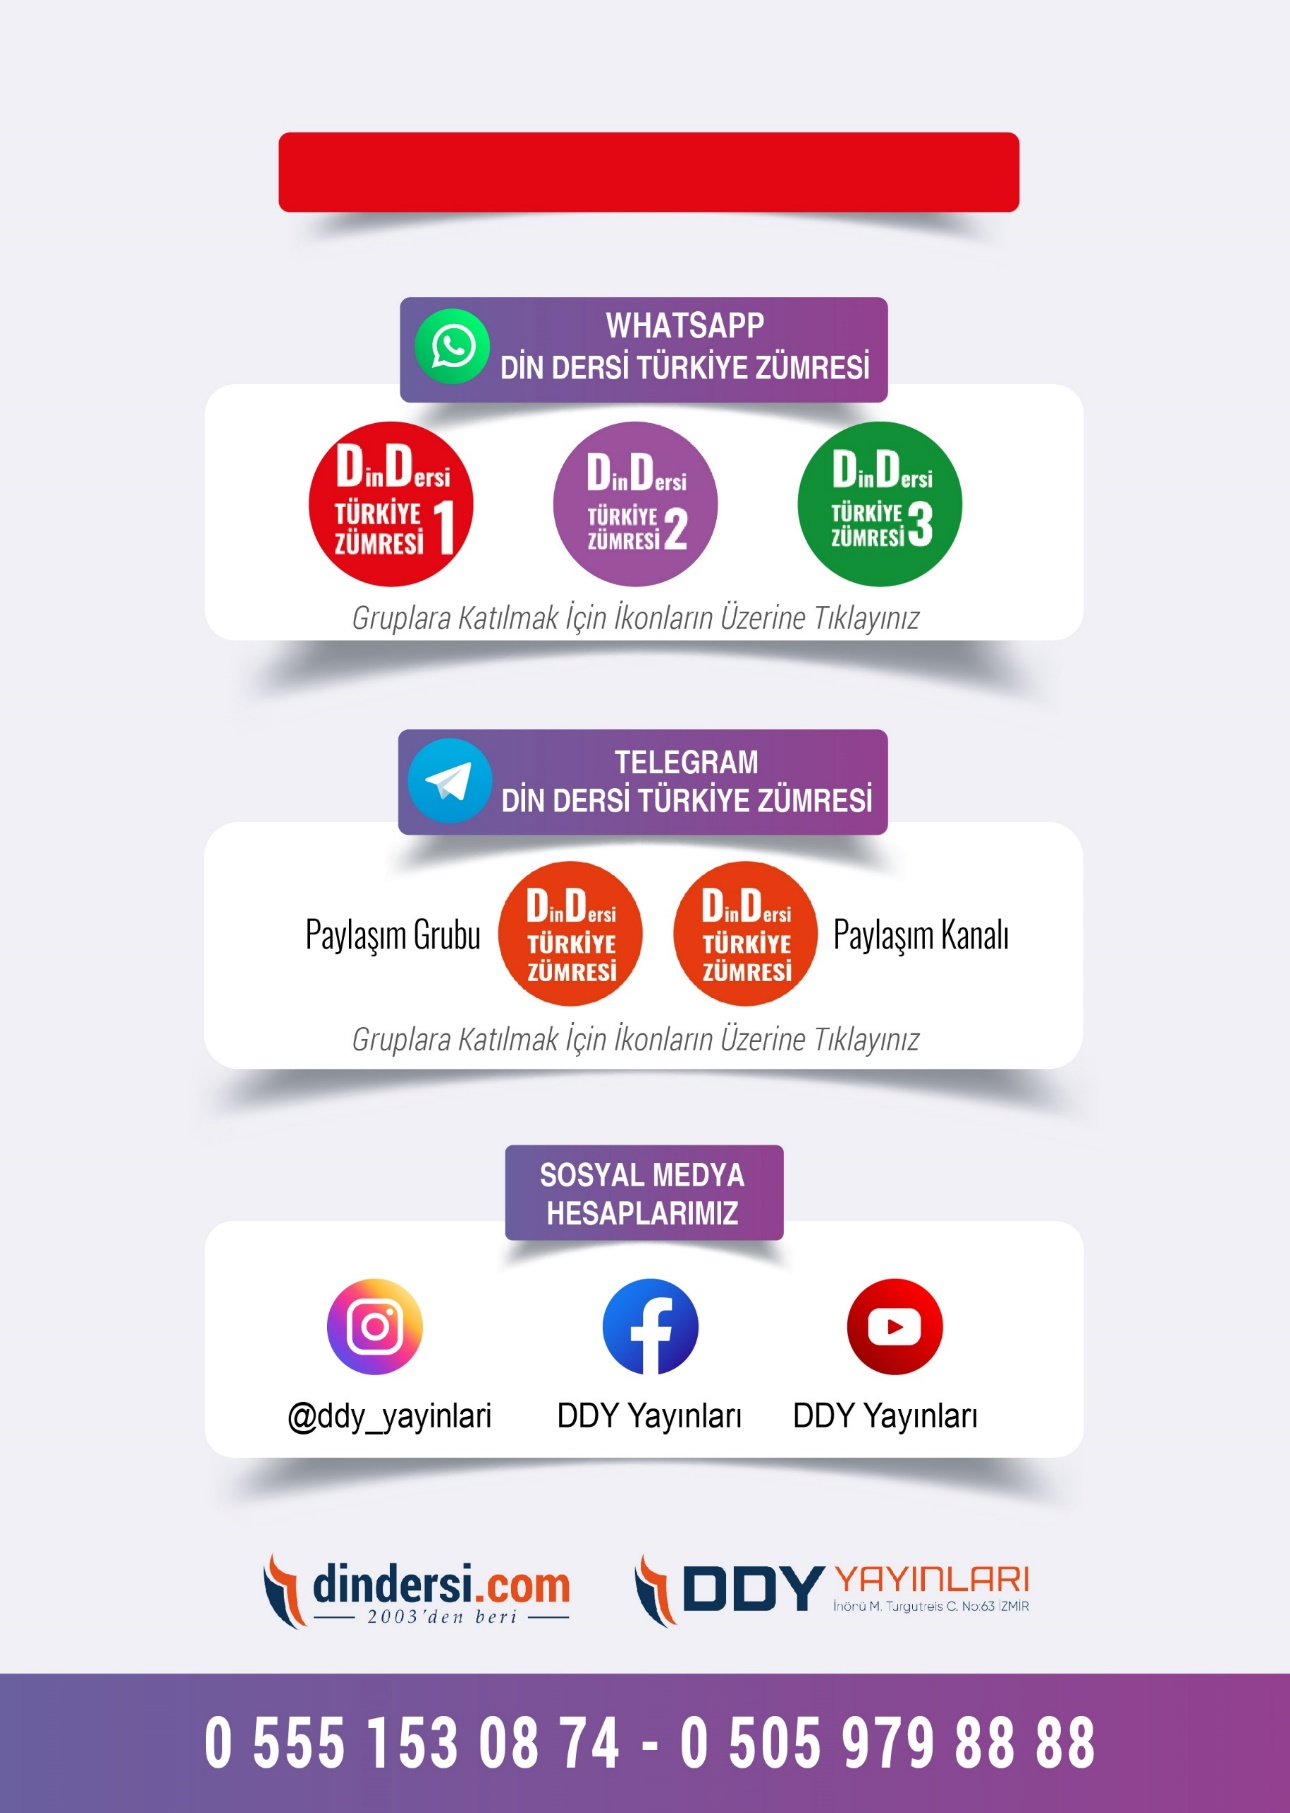 WHATSAPP
DİN DERSİ TÜRKİYE ZÜMRESİ
DinDersi
TÜRKİYE
ZÜMRESİ 1
DinDersi
TÜRKİYE
ZÜMRESİ 2
DinDersi
TÜRKİYE
ZÜMRESİ 3
Gruplara Katılmak İçin İkonların Üzerine Tıklayınız
TELEGRAM
DİN DERSİ TÜRKİYE ZÜMRESİ
Paylaşım Grubu
DinDersi
TÜRKİYE
ZÜMRESİ
DinDersi
TÜRKİYE
ZÜMRESİ
Paylaşım Kanalı
Gruplara Katılmak İçin İkonların Üzerine Tıklayınız
SOSYAL MEDYA
HESAPLARIMIZ
@ddy_yayinlari
DDY Yayınları
DDY Yayınları
dindersi.com
2003'den beri
DDY YAYINLARI
İnönü M. Turgutreis C. No:63 İZMİR
0 555 153 08 74 - 0 505 979 88 88